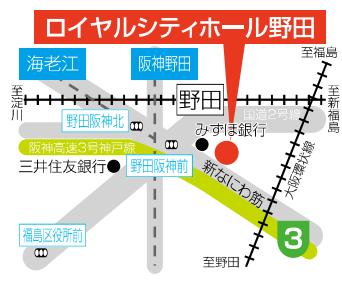 ロイヤルシティホール野田
海老江
阪神野田
至福島
至淀川
野田
至新福島
国道2号線
野田阪神北
みずほ銀行
阪神高速3号神戸線
三井住友銀行
野田阪神前
新なにわ筋
大阪環状線
福島区役所前
3
至野田